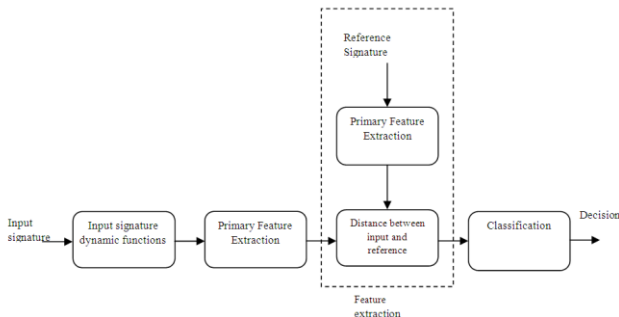 Reference
Signature
Primary Feature
Extraction
Input
signature
Input signature
dynamic functions
Primary Feature
Extraction
Distance between
input and
reference
Classification
Decision
Feature
extraction